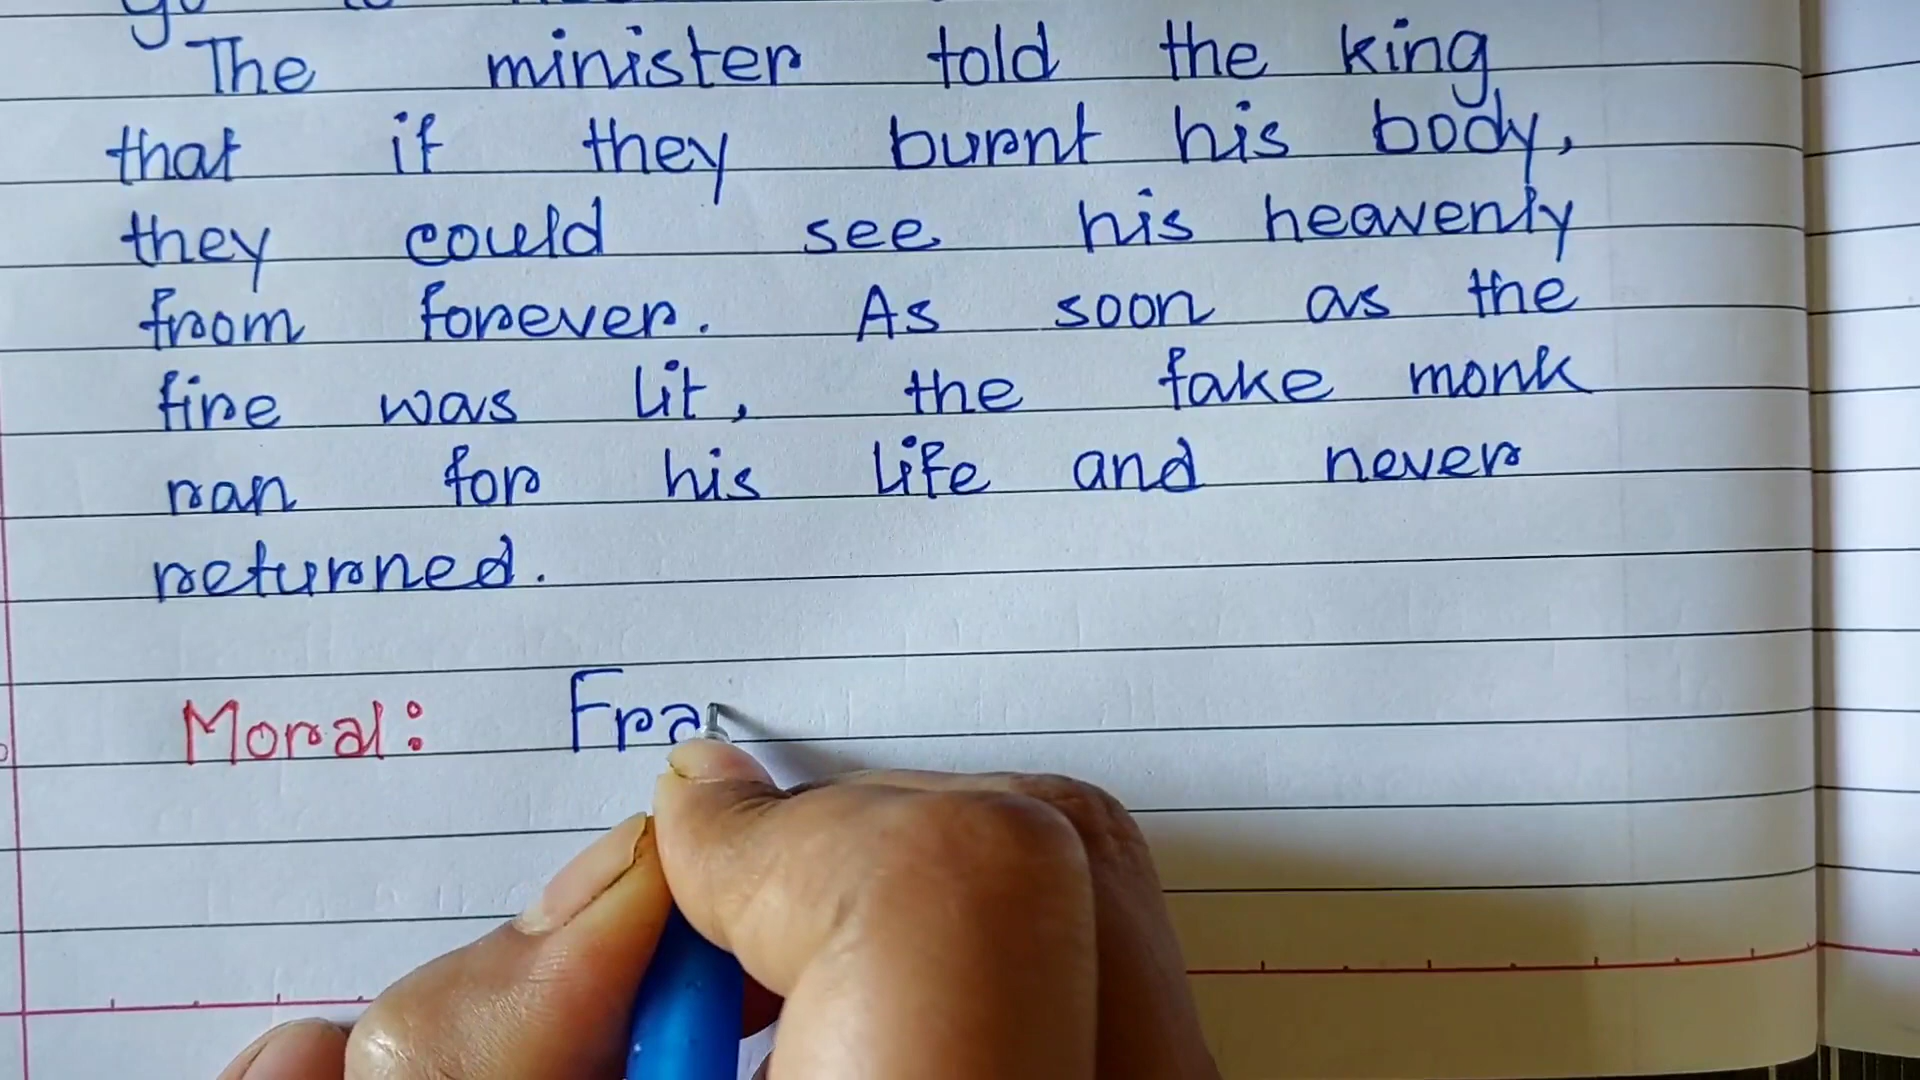 The minister told the king
that if they burnt his body,
they could see his heavenly
from forever. As soon as the
fire was lit, the fake monk
ran for his life and never
returned.
Moral: Fra